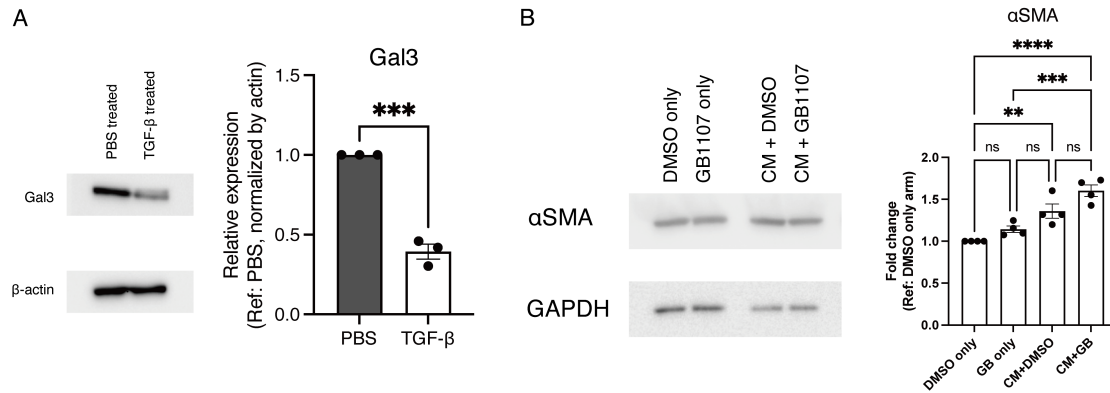 A
PBS treated
TGF-β treated
Gal3
β-actin
Gal3
Relative expression
(Ref: PBS, normalized by actin)
1.5
1.0
0.5
0.0
***
PBS
TGF-β
B
DMSO only
GB1107 only
CM + DMSO
CM + GB1107
αSMA
GAPDH
αSMA
****
***
**
ns
ns
ns
Fold change
(Ref: DMSO only arm)
2.0
1.5
1.0
0.5
0.0
DMSO only
GB only
CM+DMSO
CM+GB